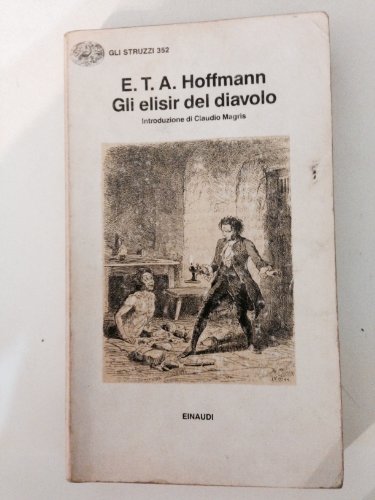 GLI STRUZZI 352
E. T. A. Hoffmann
Gli elisir del diavolo
Introduzione di Claudio Magris
EINAUDI